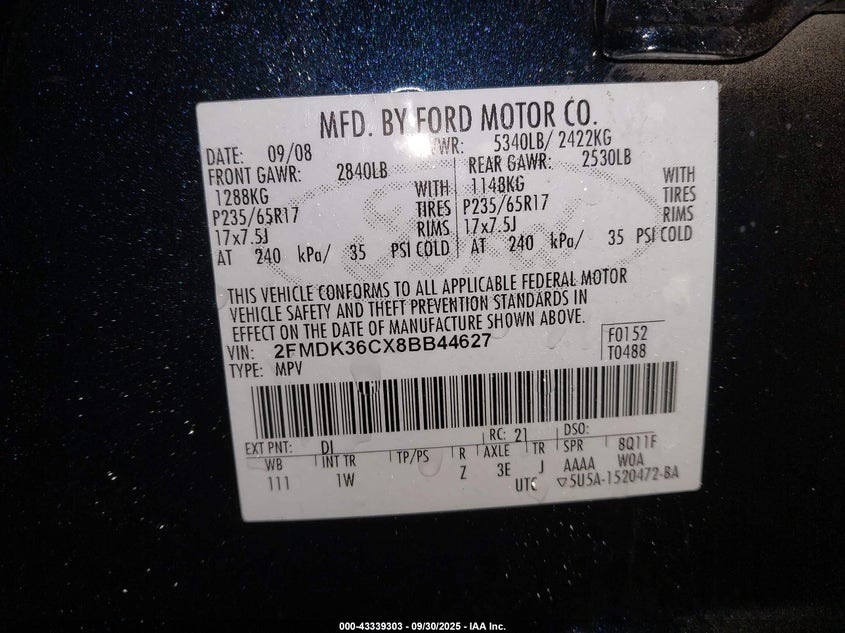 MFD. BY FORD MOTOR CO.
DATE: 09/08 WR: 5340LB/ 2422KG
FRONT GAWR: 2840LB REAR GAWR: 2530LB
1288KG WITH 1148KG WITH
P235/65R17 TIRES P235/65R17 TIRES
17x7.5J RIMS 17x7.5J RIMS
AT 240 kPa/ 35 PSI COLD AT 240 kPa/ 35 PSI COLD
THIS VEHICLE CONFORMS TO ALL APPLICABLE FEDERAL MOTOR
VEHICLE SAFETY AND THEFT PREVENTION STANDARDS IN
EFFECT ON THE DATE OF MANUFACTURE SHOWN ABOVE.
VIN: 2FMDK36CX8BB44627 F0152
TYPE: MPV T0488
EXT PNT: DI RC: 21 DSO:
WB INT TR TP/PS R AXLE TR SPR 8Q11F
111 1W Z 3E J AAAA W0A
UTC ▽5U5A-1520472-BA
000-43339303 - 09/30/2025 - IAA Inc.